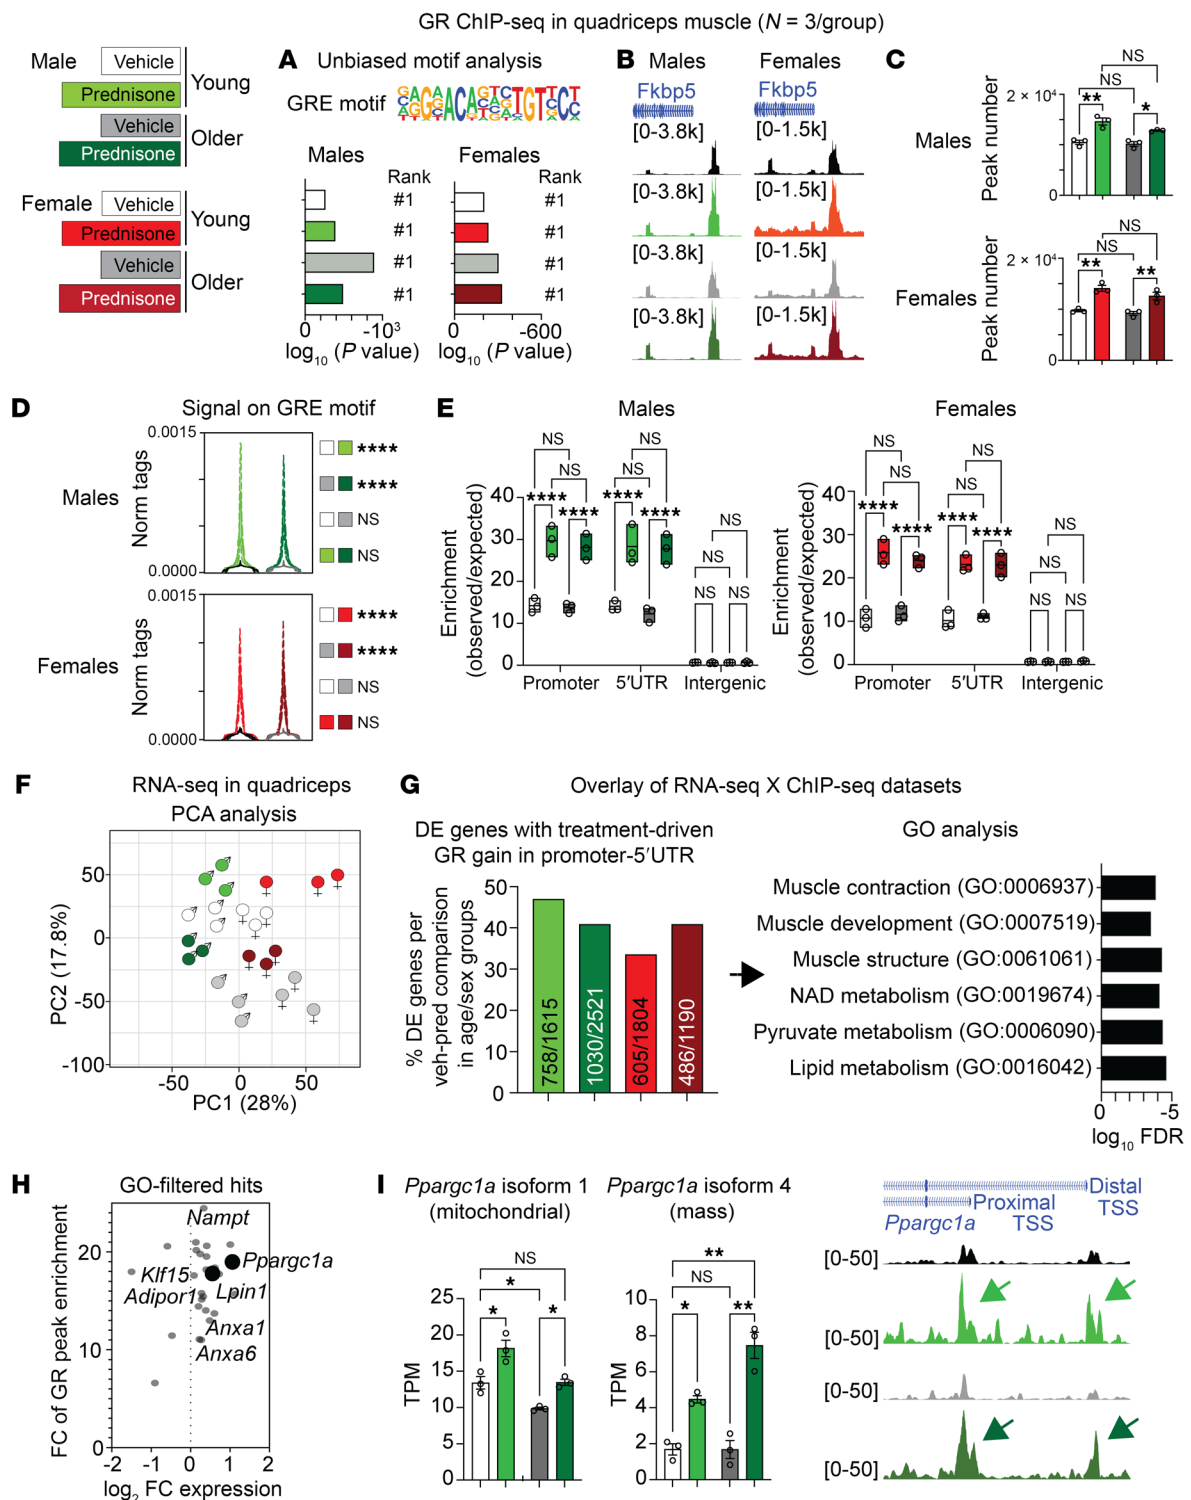 GR ChIP-seq in quadriceps muscle (N = 3/group)
Male Vehicle
Prednisone
Young
Vehicle
Prednisone
Older
Female Vehicle
Prednisone
Young
Vehicle
Prednisone
Older
A Unbiased motif analysis
GRE motif
Males
Rank
#1
#1
#1
#1
0 -10³
log10 (P value)
Females
Rank
#1
#1
#1
#1
0 -600
log10 (P value)
B Males Females
Fkbp5 Fkbp5
[0-3.8k] [0-1.5k]
[0-3.8k] [0-1.5k]
[0-3.8k] [0-1.5k]
[0-3.8k] [0-1.5k]
C
Males
Peak number
2 × 10⁴
0
NS
NS
** *
Females
Peak number
2 × 10⁴
0
NS
NS
** **
D Signal on GRE motif
Males
Norm tags
0.0015
0.0000
****
****
NS
NS
Females
Norm tags
0.0015
0.0000
****
****
NS
NS
E Males
Enrichment
(observed/expected)
40
30
20
10
0
NS NS
NS NS
**** ****
**** ****
NS
NS
NS NS
Promoter 5′UTR Intergenic
Females
Enrichment
(observed/expected)
40
30
20
10
0
NS NS
NS NS
**** ****
**** ****
NS
NS
NS NS
Promoter 5′UTR Intergenic
F RNA-seq in quadriceps
PCA analysis
PC2 (17.8%)
50
0
-50
-100
-50 0 50
PC1 (28%)
G Overlay of RNA-seq X ChIP-seq datasets
DE genes with treatment-driven
GR gain in promoter-5′UTR
% DE genes per
veh-pred comparison
in age/sex groups
50
40
30
20
10
0
758/1615
1030/2521
605/1804
486/1190
GO analysis
Muscle contraction (GO:0006937)
Muscle development (GO:0007519)
Muscle structure (GO:0061061)
NAD metabolism (GO:0019674)
Pyruvate metabolism (GO:0006090)
Lipid metabolism (GO:0016042)
0 -5
log10 FDR
H GO-filtered hits
FC of GR peak enrichment
20
10
0
Nampt
Ppargc1a
Klf15
Adipor1
Lpin1
Anxa1
Anxa6
-2 -1 0 1 2
log2 FC expression
I Ppargc1a isoform 1
(mitochondrial)
TPM
25
20
15
10
5
0
NS
*
* *
Ppargc1a isoform 4
(mass)
TPM
10
8
6
4
2
0
**
NS
* **
Distal
TSS
Proximal
TSS
Ppargc1a
[0-50]
[0-50]
[0-50]
[0-50]